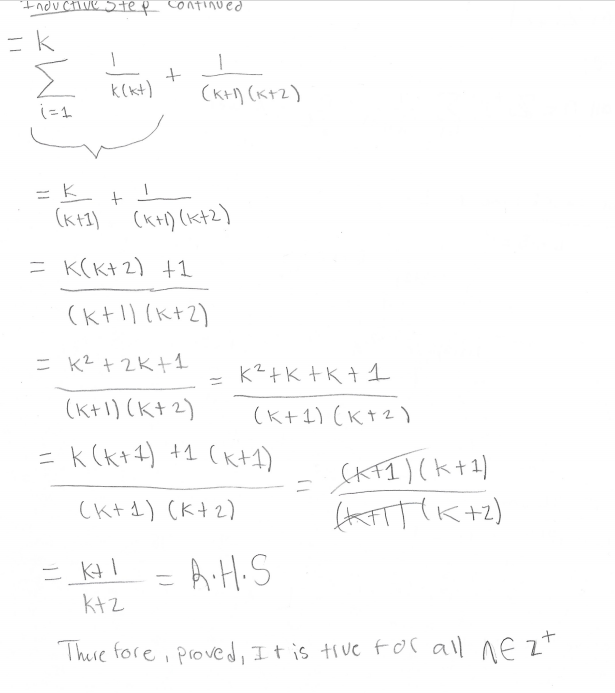 Inductive Step Continued
= K
∑ 1/K(K+) + 1/(K+1)(K+2)
i=1
= K/(K+1) + 1/(K+1)(K+2)
= K(K+2) +1/(K+1)(K+2)
= K² + 2K+1/(K+1)(K+2) = K²+K+K+1/(K+1)(K+2)
= K(K+1) +1(K+1)/(K+1)(K+2) = (K+1)(K+1)/(K+1)(K+2)
= K+1/K+2 = R.H.S
Therefore, proved, It is true for all n∈Z⁺